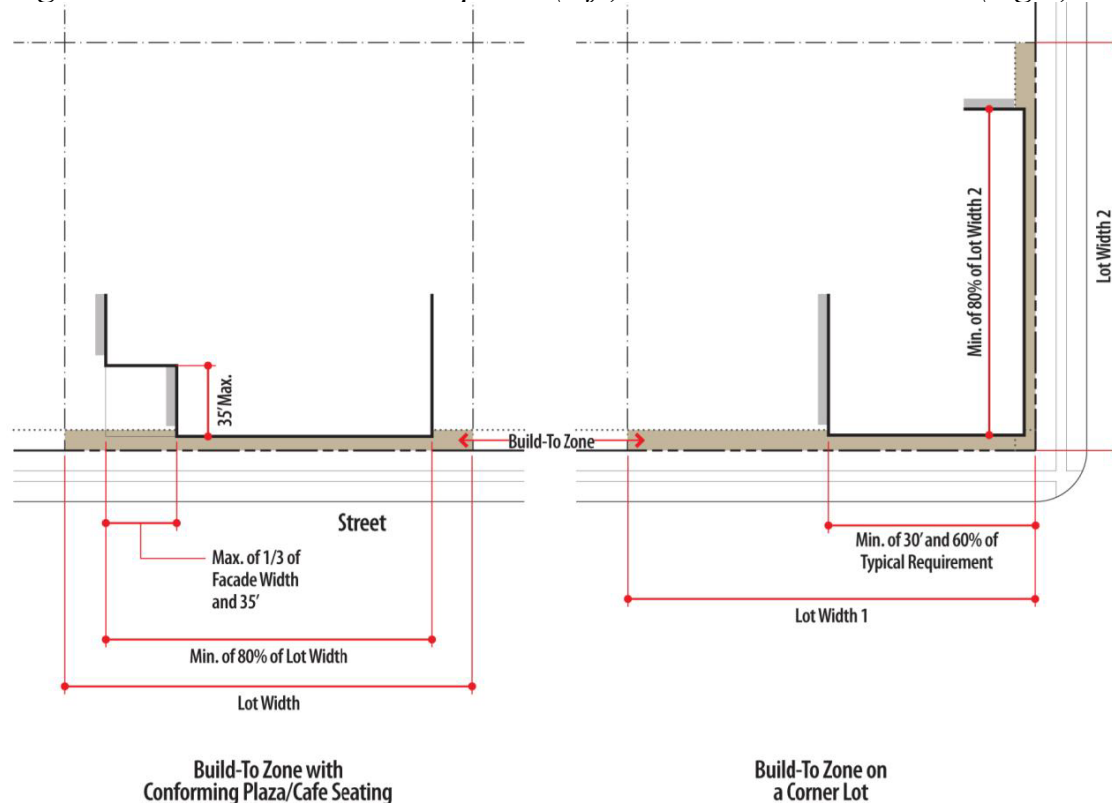 35' Max.
Min. of 80% of Lot Width 2
Lot Width 2
Build-To Zone
Street
Max. of 1/3 of
Facade Width
and 35'
Min. of 30' and 60% of
Typical Requirement
Lot Width 1
Min. of 80% of Lot Width
Lot Width
Build-To Zone with
Conforming Plaza/Cafe Seating
Build-To Zone on
a Corner Lot